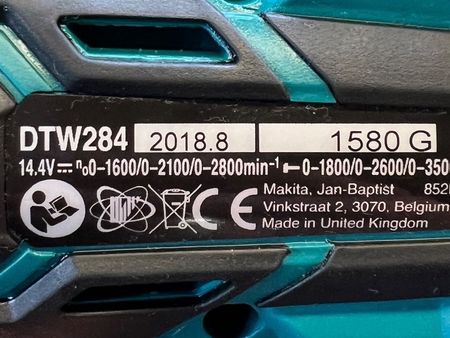 DTW284 2018.8 1580 G
14.4V⎓ n₀0-1600/0-2100/0-2800min⁻¹ 0-1800/0-2600/0-350
Makita, Jan-Baptist 852
Vinkstraat 2, 3070, Belgium
Made in United Kingdom
CE